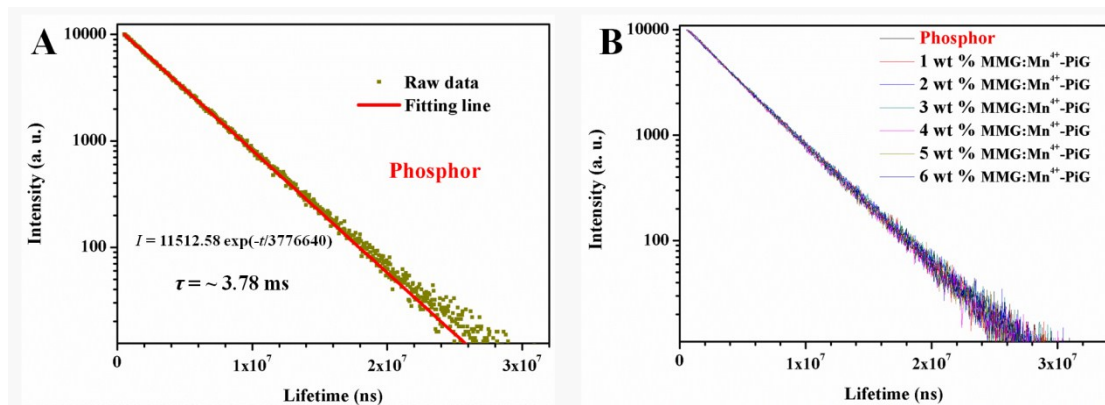 A
10000
1000
100
Intensity (a. u.)
Raw data
Fitting line
Phosphor
I = 11512.58 exp(-t/3776640)
τ = ~ 3.78 ms
0
1x10⁷
2x10⁷
3x10⁷
Lifetime (ns)
B
10000
1000
100
Intensity (a. u.)
Phosphor
1 wt % MMG:Mn⁴⁺-PiG
2 wt % MMG:Mn⁴⁺-PiG
3 wt % MMG:Mn⁴⁺-PiG
4 wt % MMG:Mn⁴⁺-PiG
5 wt % MMG:Mn⁴⁺-PiG
6 wt % MMG:Mn⁴⁺-PiG
0
1x10⁷
2x10⁷
3x10⁷
Lifetime (ns)